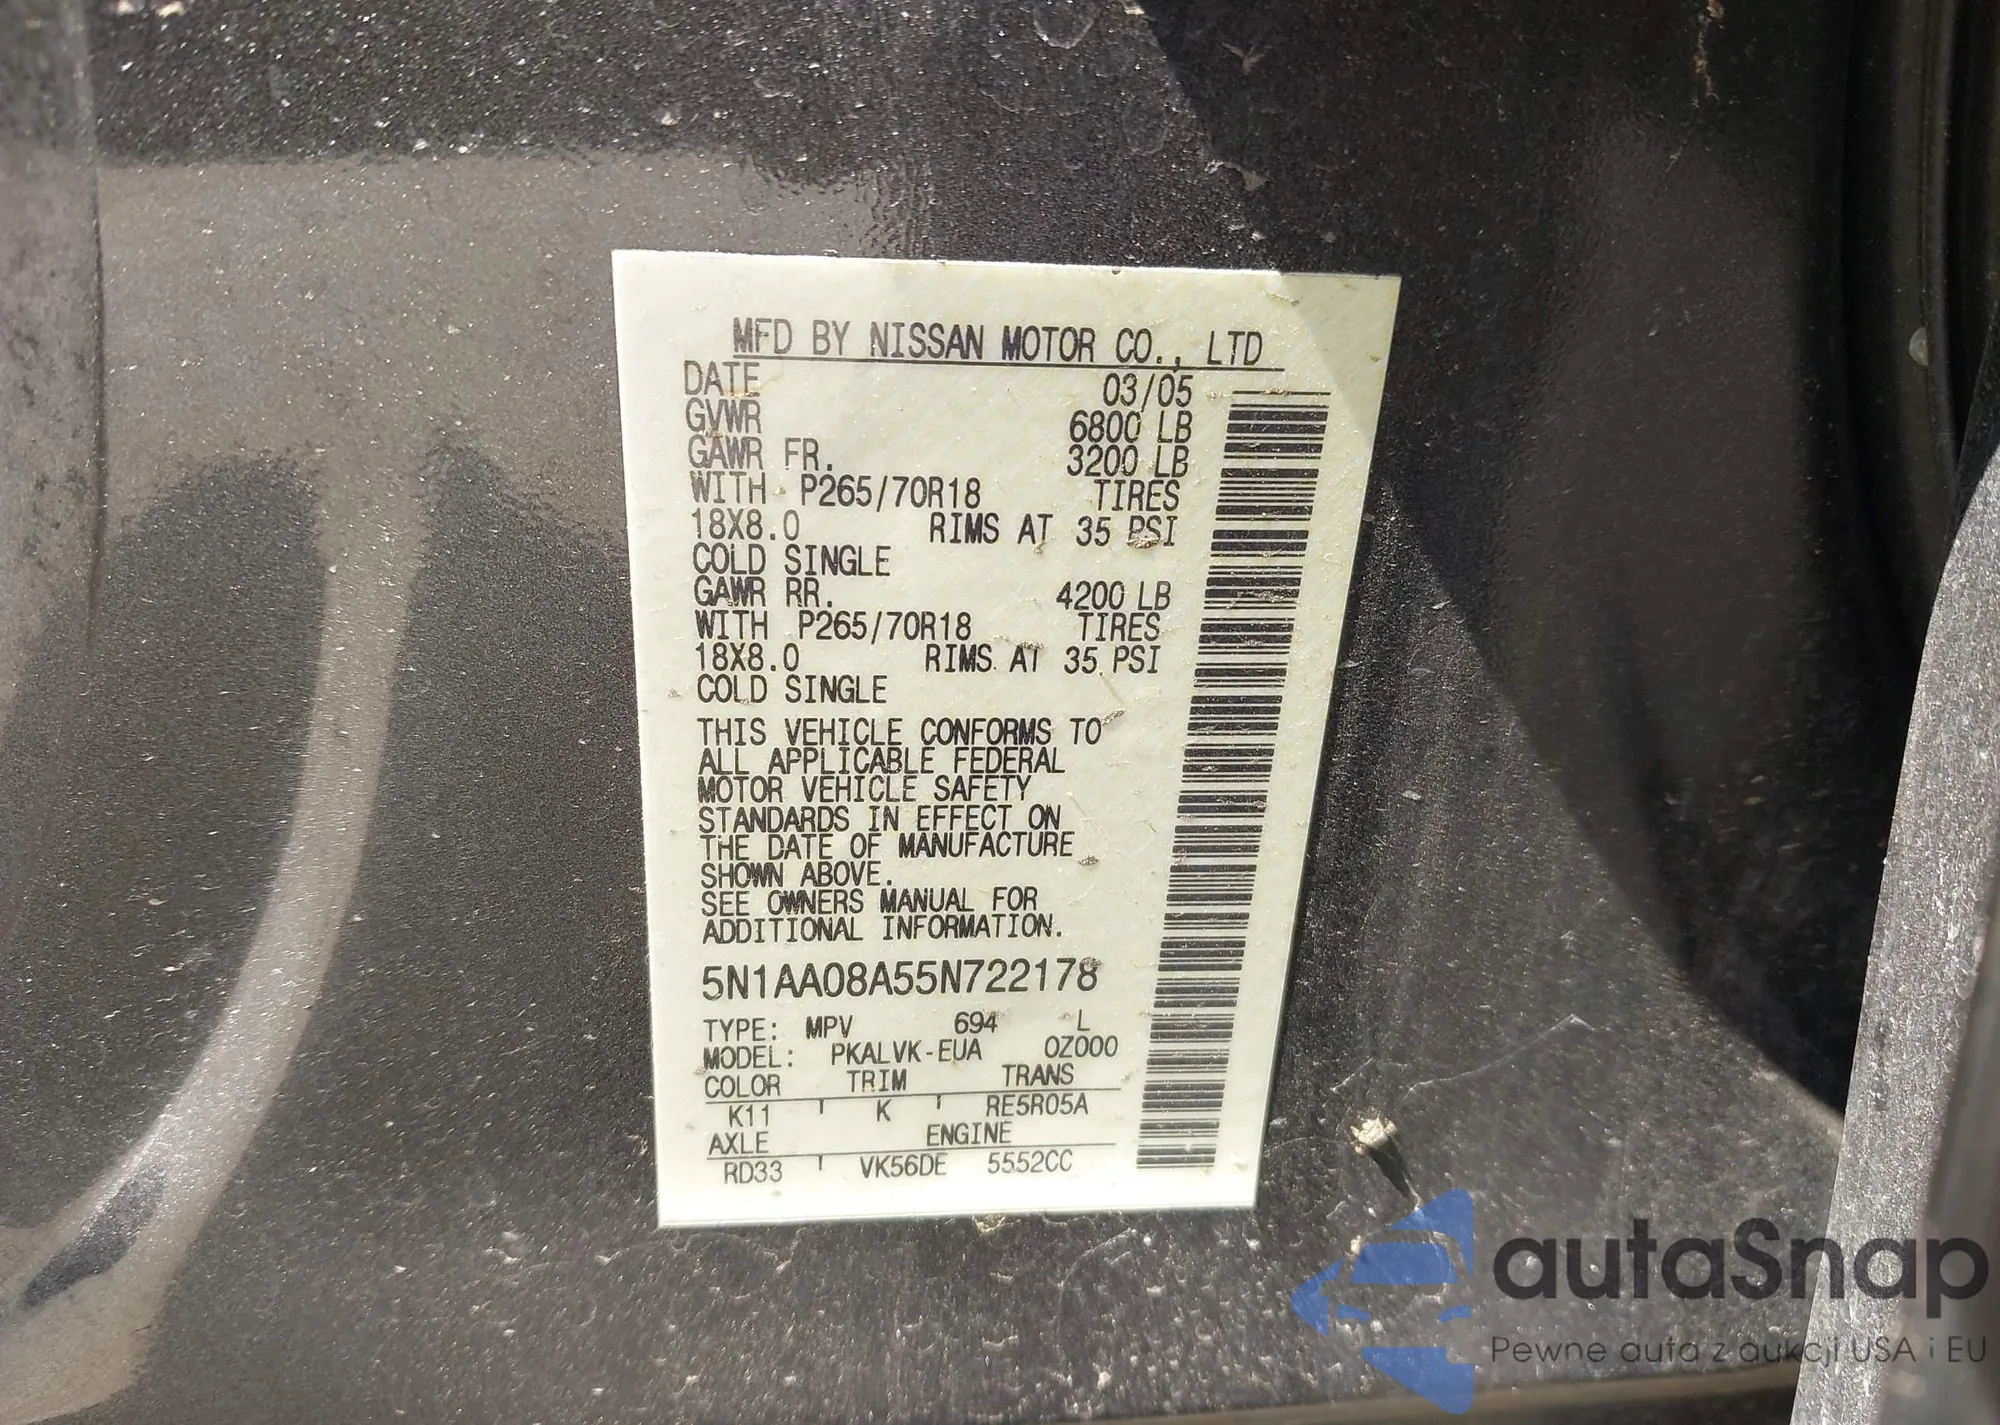 MFD BY NISSAN MOTOR CO., LTD
DATE 03/05
GVWR 6800 LB
GAWR FR. 3200 LB
WITH P265/70R18 TIRES
18X8.0 RIMS AT 35 PSI
COLD SINGLE
GAWR RR. 4200 LB
WITH P265/70R18 TIRES
18X8.0 RIMS AT 35 PSI
COLD SINGLE
THIS VEHICLE CONFORMS TO
ALL APPLICABLE FEDERAL
MOTOR VEHICLE SAFETY
STANDARDS IN EFFECT ON
THE DATE OF MANUFACTURE
SHOWN ABOVE.
SEE OWNERS MANUAL FOR
ADDITIONAL INFORMATION.
5N1AA08A55N722178
TYPE: MPV 694 L
MODEL: PKALVK-EUA 0Z000
COLOR TRIM TRANS
K11 K RE5R05A
AXLE ENGINE
RD33 VK56DE 5552CC
autaSnap
Pewne auta z aukcji USA i EU